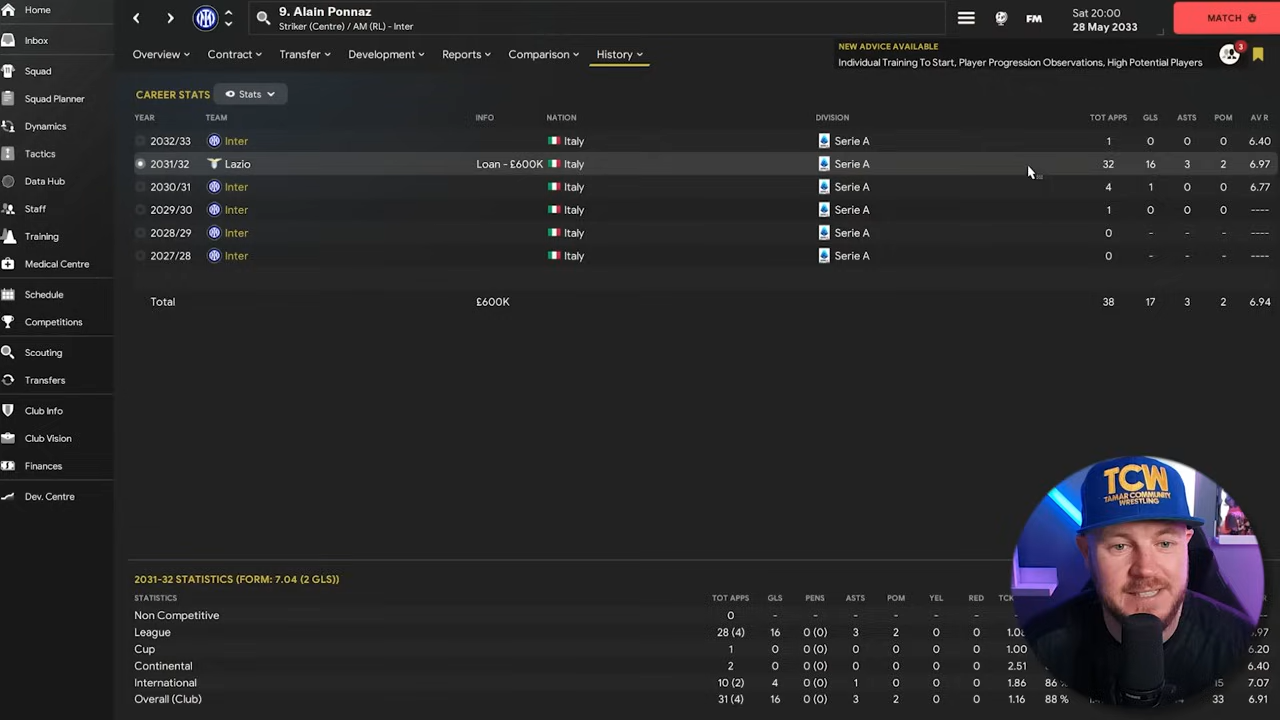 Home
Inbox
Squad
Squad Planner
Dynamics
Tactics
Data Hub
Staff
Training
Medical Centre
Schedule
Competitions
Scouting
Transfers
Club Info
Club Vision
Finances
Dev. Centre
9. Alain Ponnaz
Striker (Centre) / AM (RL) - Inter
FM
Sat 20:00
28 May 2033
MATCH
Overview Contract Transfer Development Reports Comparison History
NEW ADVICE AVAILABLE
Individual Training To Start, Player Progression Observations, High Potential Players
3
CAREER STATS Stats
YEAR TEAM INFO NATION DIVISION TOT APPS GLS ASTS POM AV R
2032/33 Inter Italy Serie A 1 0 0 0 6.40
2031/32 Lazio Loan - £600K Italy Serie A 32 16 3 2 6.97
2030/31 Inter Italy Serie A 4 1 0 0 6.77
2029/30 Inter Italy Serie A 1 0 0 0 ----
2028/29 Inter Italy Serie A 0 - - - ----
2027/28 Inter Italy Serie A 0 - - - ----
Total £600K 38 17 3 2 6.94
2031-32 STATISTICS (FORM: 7.04 (2 GLS))
STATISTICS TOT APPS GLS PENS ASTS POM YEL RED
Non Competitive 0 - - - - - -
League 28 (4) 16 0 (0) 3 2 0 0
Cup 1 0 0 (0) 0 0 0 0 1.00 6.20
Continental 2 0 0 (0) 0 0 0 0 2.51 6.40
International 10 (2) 4 0 (0) 1 0 0 0 1.86 86 % 7.07
Overall (Club) 31 (4) 16 0 (0) 3 2 0 0 1.16 88 % 33 6.91
TCW
TAMAR COMMUNITY
WRESTLING